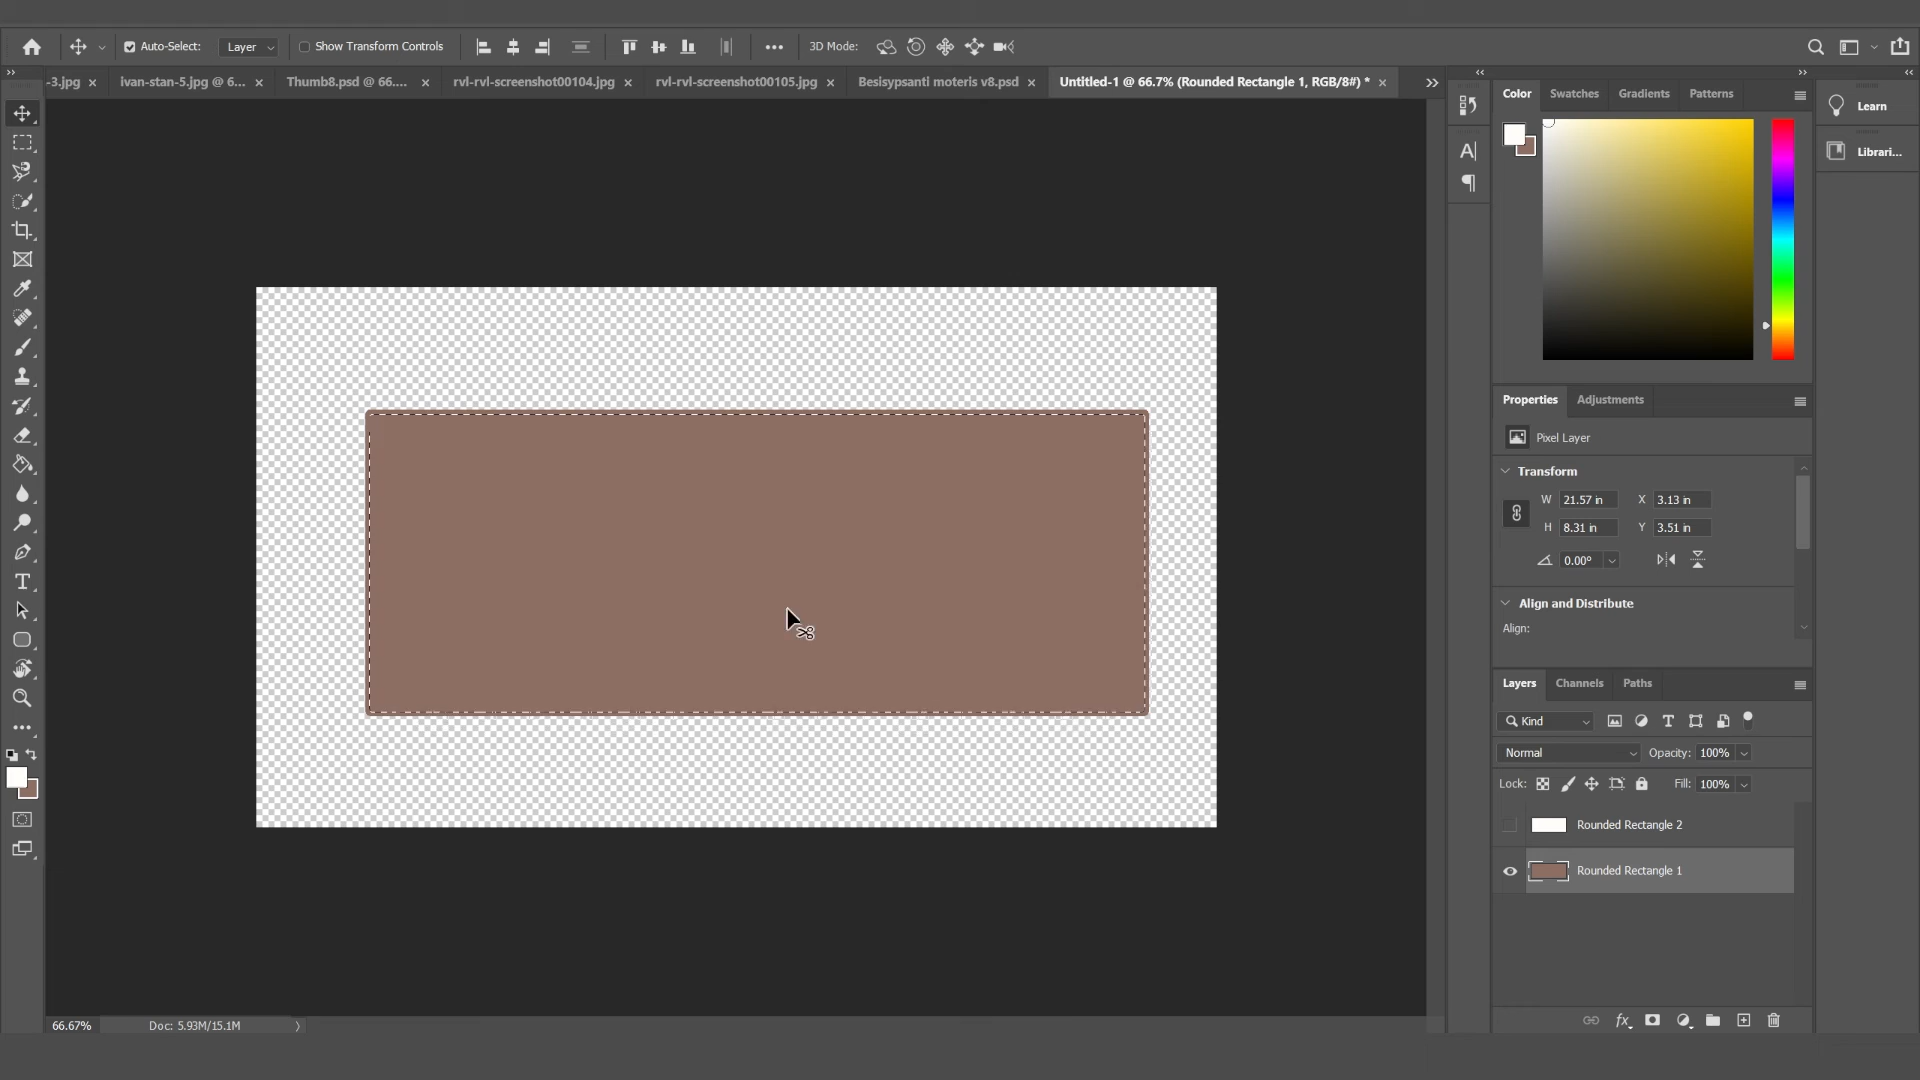 Auto-Select: Layer Show Transform Controls 3D Mode:
-3.jpg ivan-stan-5.jpg @ 6... Thumb8.psd @ 66.... rvl-rvl-screenshot00104.jpg rvl-rvl-screenshot00105.jpg Besisypsanti moteris v8.psd Untitled-1 @ 66.7% (Rounded Rectangle 1, RGB/8#) *
Color Swatches Gradients Patterns
Learn
Librari...
Properties Adjustments
Pixel Layer
Transform
W 21.57 in X 3.13 in
H 8.31 in Y 3.51 in
0.00°
Align and Distribute
Align:
Layers Channels Paths
Kind
Normal Opacity: 100%
Lock: Fill: 100%
Rounded Rectangle 2
Rounded Rectangle 1
fx
66.67% Doc: 5.93M/15.1M